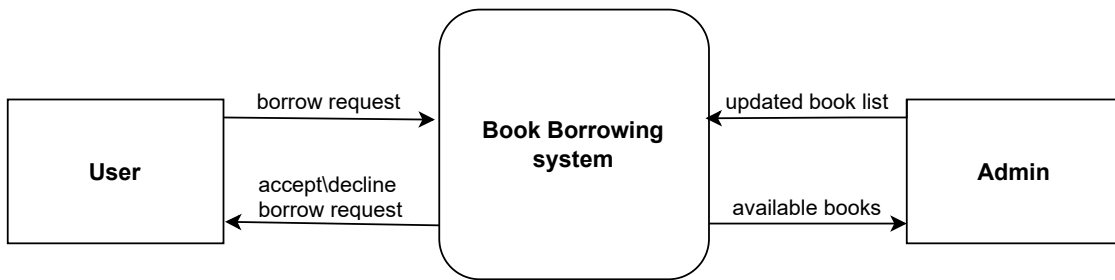 borrow request
updated book list
User
Book Borrowing
system
Admin
accept\decline
borrow request
available books